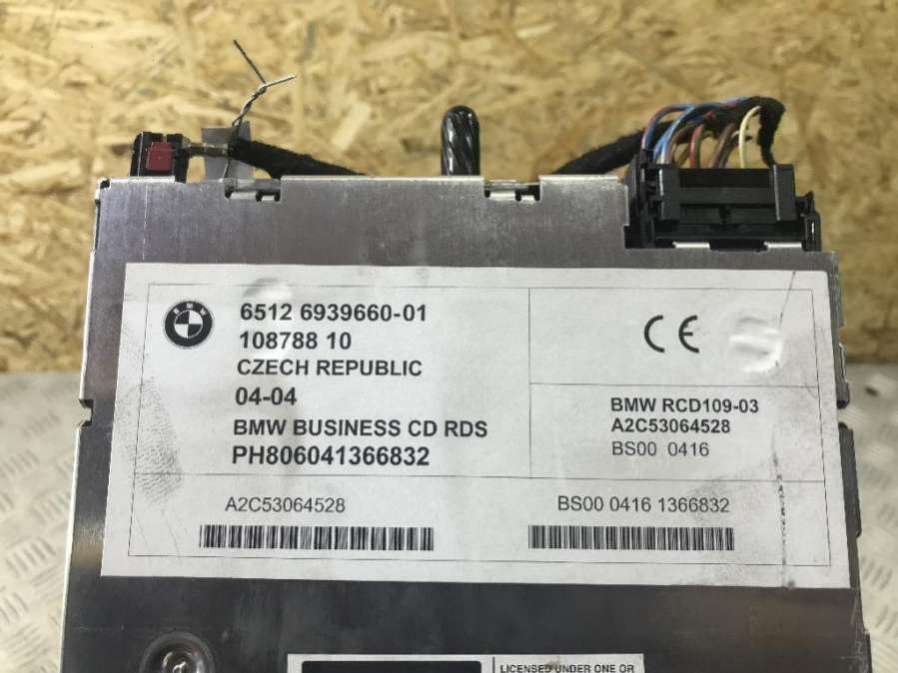 BMW
6512 6939660-01
108788 10
CZECH REPUBLIC
04-04
BMW BUSINESS CD RDS
PH806041366832
A2C53064528
CE
BMW RCD109-03
A2C53064528
BS00 0416
BS00 0416 1366832
LICENSED UNDER ONE OR